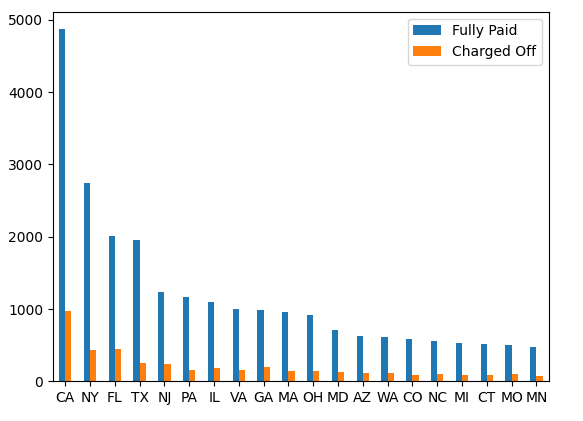 Fully Paid
Charged Off
5000
4000
3000
2000
1000
0
CA NY FL TX NJ PA IL VA GA MA OH MD AZ WA CO NC MI CT MO MN